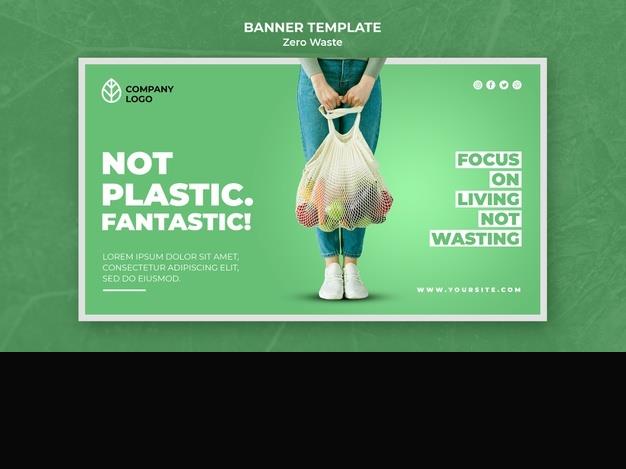 BANNER TEMPLATE
Zero Waste
COMPANY
LOGO
NOT
PLASTIC.
FANTASTIC!
LOREM IPSUM DOLOR SIT AMET,
CONSECTETUR ADIPISCING ELIT,
SED DO EIUSMOD.
FOCUS
ON
LIVING
NOT
WASTING
WWW.YOURSITE.COM